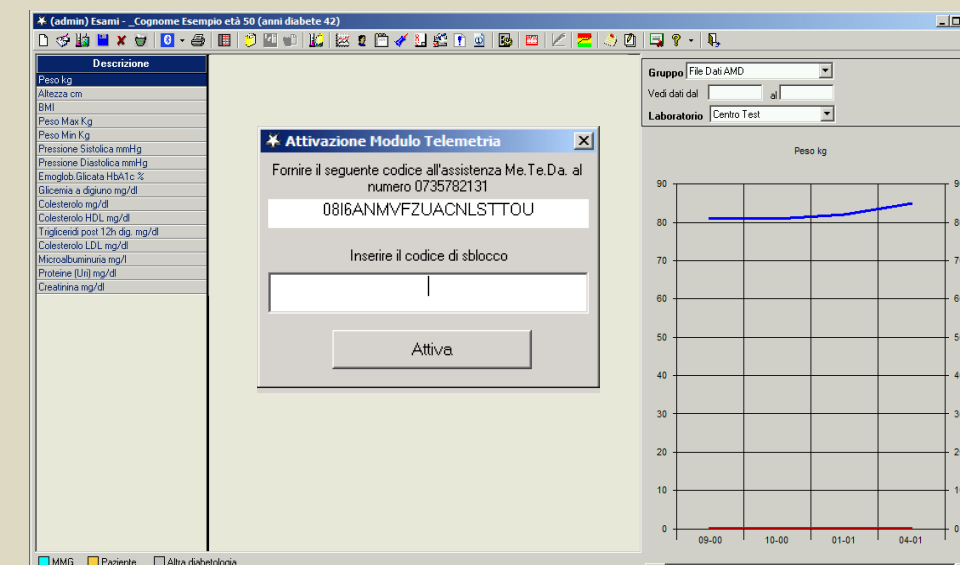 (admin) Esami - _Cognome Esempio età 50 (anni diabete 42)
Descrizione
Peso kg
Altezza cm
BMI
Peso Max Kg
Peso Min Kg
Pressione Sistolica mmHg
Pressione Diastolica mmHg
Emoglob.Glicata HbA1c %
Glicemia a digiuno mg/dl
Colesterolo mg/dl
Colesterolo HDL mg/dl
Trigliceridi post 12h dig. mg/dl
Colesterolo LDL mg/dl
Microalbuminuria mg/l
Proteine (Uri) mg/dl
Creatinina mg/dl
Attivazione Modulo Telemetria
Fornire il seguente codice all'assistenza Me.Te.Da. al
numero 0735782131
08I6ANMVFZUACNLSTTOU
Inserire il codice di sblocco
Attiva
Gruppo File Dati AMD
Vedi dati dal al
Laboratorio Centro Test
Peso kg
90
80
70
60
50
40
30
20
10
0 0
09-00 10-00 01-01 04-01
MMG Paziente Altra diabetologia